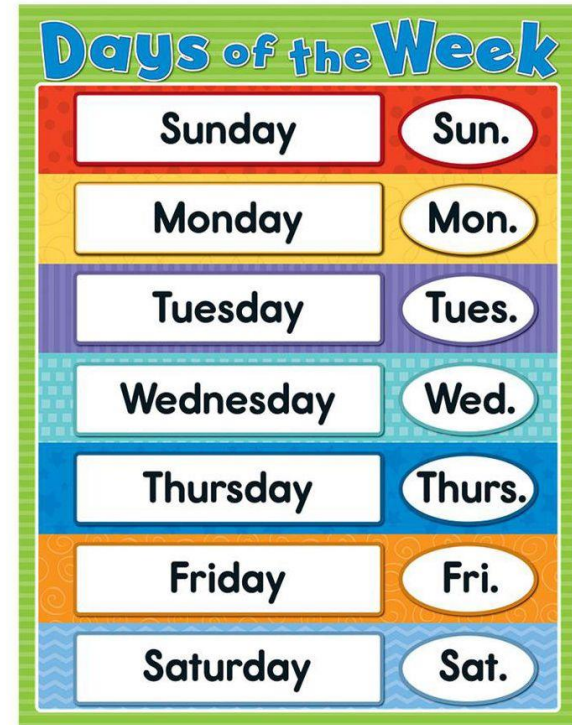 Days of the Week
Sunday Sun.
Monday Mon.
Tuesday Tues.
Wednesday Wed.
Thursday Thurs.
Friday Fri.
Saturday Sat.